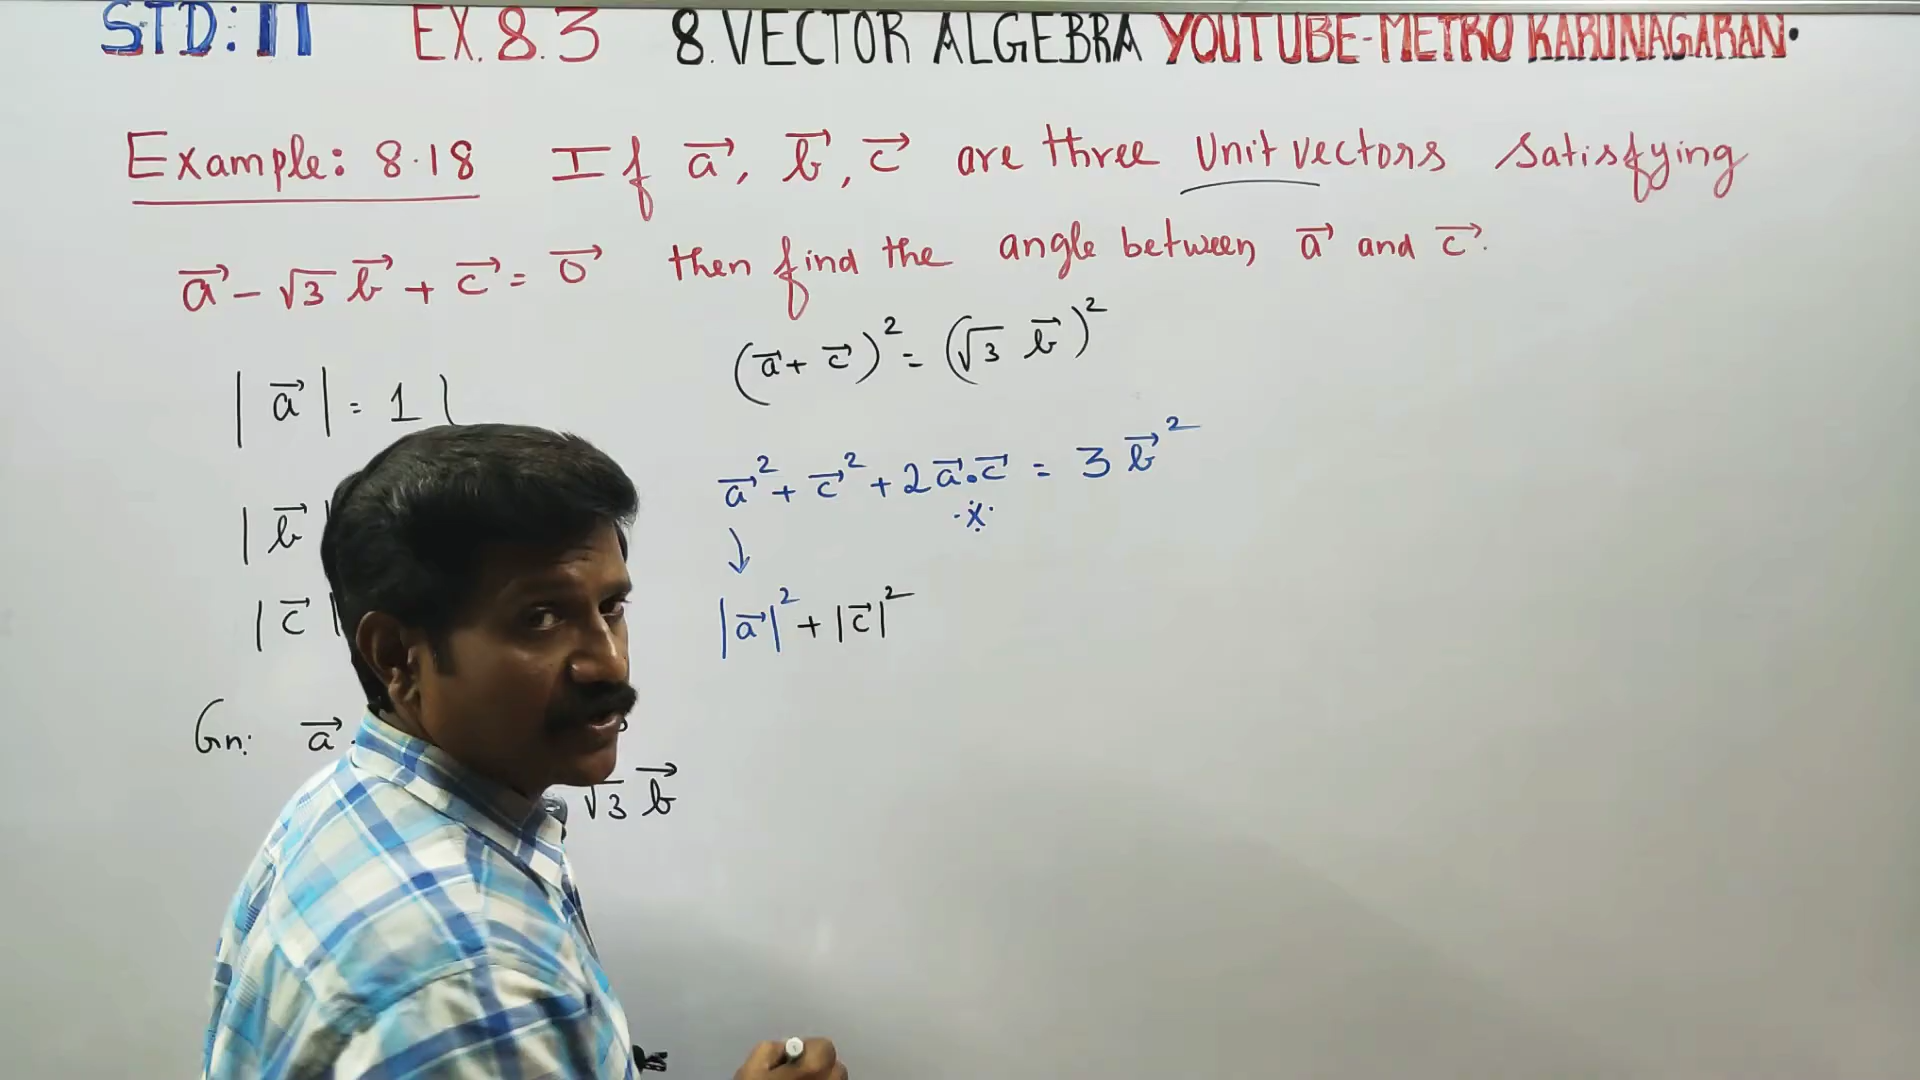 STD: 11 EX. 8.3 8. VECTOR ALGEBRA YOUTUBE-METRO KARUNAGARAN.
Example: 8.18 If a⃗, b⃗, c⃗ are three Unit vectors Satisfying
a⃗ - √3 b⃗ + c⃗ = 0⃗ then find the angle between a⃗ and c⃗.
|a⃗| = 1
|b⃗|
|c⃗|
Gn: a⃗
√3 b⃗
(a⃗ + c⃗)² = (√3 b⃗)²
a⃗² + c⃗² + 2 a⃗·c⃗ = 3 b⃗²
x
↓
|a⃗|² + |c⃗|²